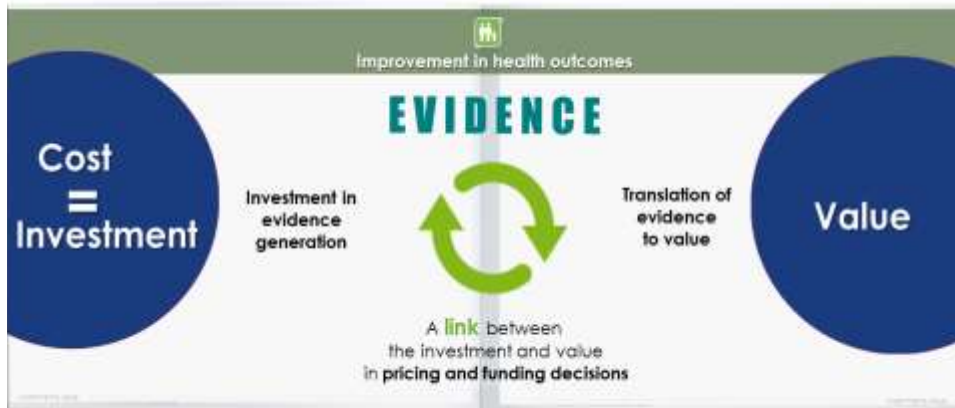 Improvement in health outcomes
EVIDENCE
Cost
=
Investment
Investment in
evidence
generation
Translation of
evidence
to value
Value
A link between
the investment and value
in pricing and funding decisions